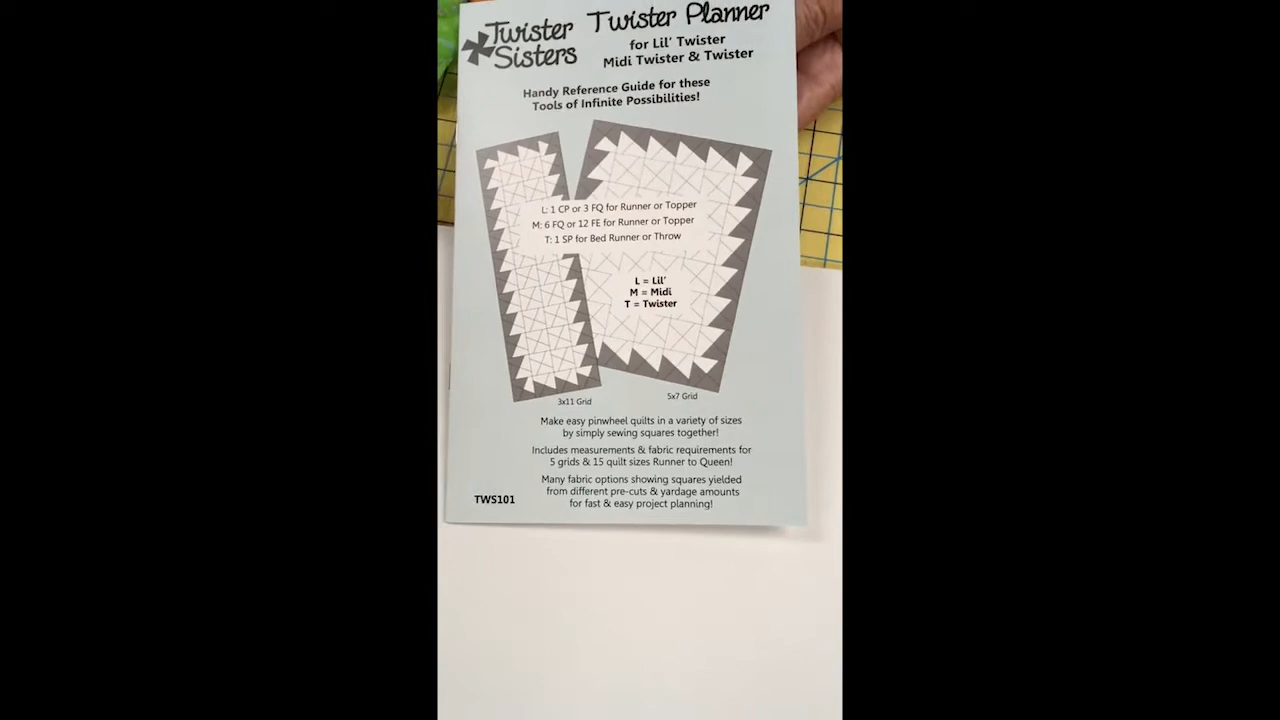 Twister Sisters
Twister Planner
for Lil' Twister
Midi Twister & Twister
Handy Reference Guide for these
Tools of Infinite Possibilities!
L: 1 CP or 3 FQ for Runner or Topper
M: 6 FQ or 12 FE for Runner or Topper
T: 1 SP for Bed Runner or Throw
L = Lil'
M = Midi
T = Twister
3x11 Grid
5x7 Grid
Make easy pinwheel quilts in a variety of sizes
by simply sewing squares together!
Includes measurements & fabric requirements for
5 grids & 15 quilt sizes Runner to Queen!
Many fabric options showing squares yielded
from different pre-cuts & yardage amounts
for fast & easy project planning!
TWS101